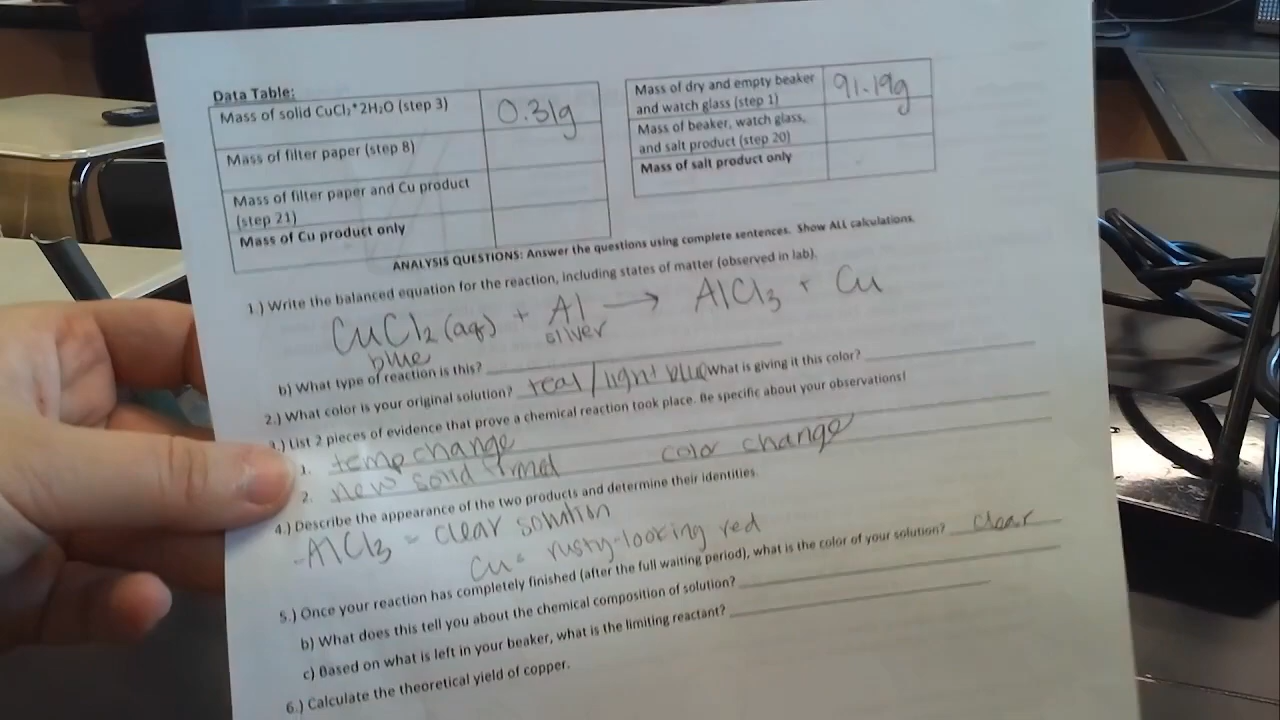 Data Table:
Mass of solid CuCl₂*2H₂O (step 3) 0.31g
Mass of filter paper (step 8)
Mass of filter paper and Cu product
(step 21)
Mass of Cu product only
Mass of dry and empty beaker
and watch glass (step 1) 91.19g
Mass of beaker, watch glass,
and salt product (step 20)
Mass of salt product only
ANALYSIS QUESTIONS: Answer the questions using complete sentences. Show ALL calculations.
1.) Write the balanced equation for the reaction, including states of matter (observed in lab).
CuCl₂ (aq) + Al → AlCl₃ + Cu
blue silver
b) What type of reaction is this?
2.) What color is your original solution? teal/light blue What is giving it this color?
3.) List 2 pieces of evidence that prove a chemical reaction took place. Be specific about your observations!
1. temp change
2. new solid frmed color change
4.) Describe the appearance of the two products and determine their identities.
-AlCl₃ = clear solution
Cu = rusty-looking red
5.) Once your reaction has completely finished (after the full waiting period), what is the color of your solution? clear
b) What does this tell you about the chemical composition of solution?
c) Based on what is left in your beaker, what is the limiting reactant?
6.) Calculate the theoretical yield of copper.